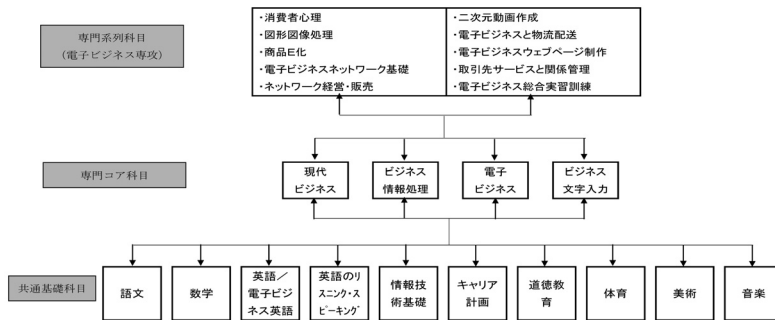 専門系列科目
(電子ビジネス専攻)
・消費者心理
・図形図像処理
・商品E化
・電子ビジネスネットワーク基礎
・ネットワーク経営・販売
・二次元動画作成
・電子ビジネスと物流配送
・電子ビジネスウェブページ制作
・取引先サービスと関係管理
・電子ビジネス総合実習訓練
専門コア科目
現代
ビジネス
ビジネス
情報処理
電子
ビジネス
ビジネス
文字入力
共通基礎科目
語文
数学
英語／
電子ビジ
ネス英語
英語のリ
スニンク・ス
ピーキング
情報技
術基礎
キャリア
計画
道徳教
育
体育
美術
音楽